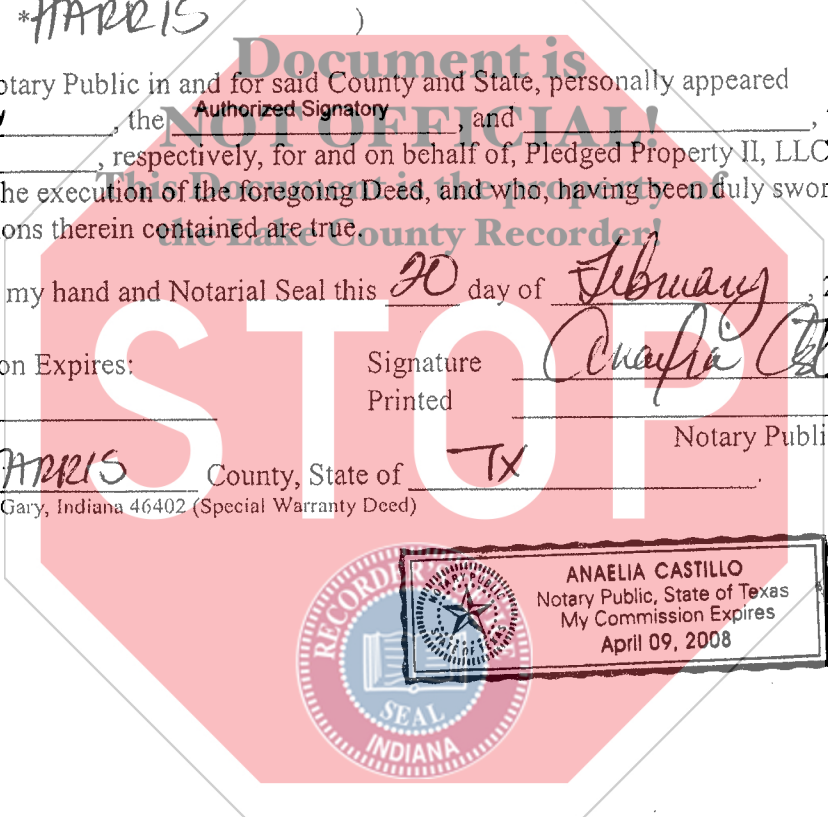 *HARRIS )
Document is
otary Public in and for said County and State, personally appeared
NOT OFFICIAL!
, the Authorized Signatory , and ,
, respectively, for and on behalf of, Pledged Property II, LLC
This Document is the property of
he execution of the foregoing Deed, and who, having been duly swor
the Lake County Recorder!
ons therein contained are true.
my hand and Notarial Seal this 20 day of February , 2
STOP
on Expires: Signature Anaelia
Printed
Notary Publi
HARRIS County, State of TX .
Gary, Indiana 46402 (Special Warranty Deed)
RECORDER'S
SEAL
INDIANA
NOTARY PUBLIC
STATE OF TEXAS
ANAELIA CASTILLO
Notary Public, State of Texas
My Commission Expires
April 09, 2008